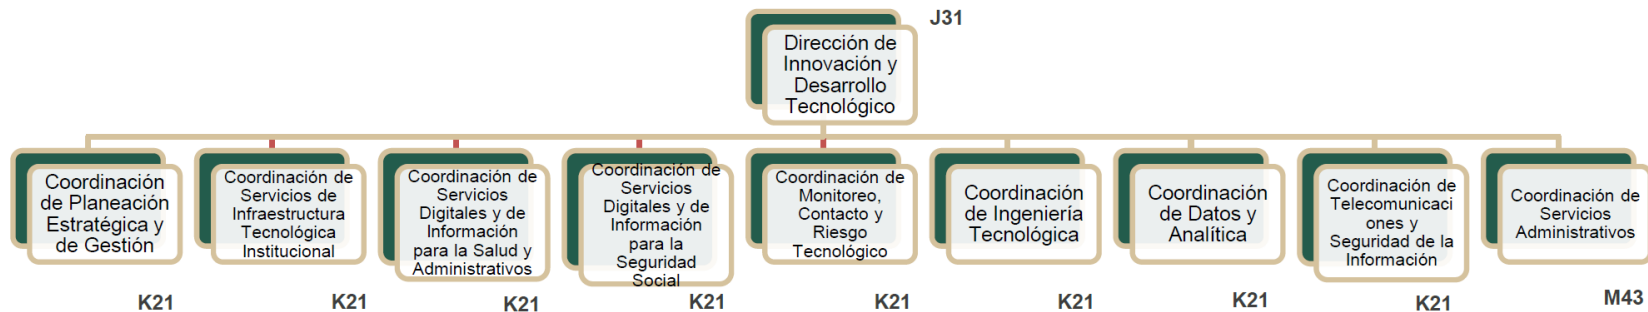 J31
Dirección de
Innovación y
Desarrollo
Tecnológico
Coordinación
de Planeación
Estratégica y
de Gestión
K21
Coordinación de
Servicios de
Infraestructura
Tecnológica
Institucional
K21
Coordinación de
Servicios
Digitales y de
Información
para la Salud y
Administrativos
K21
Coordinación de
Servicios
Digitales y de
Información
para la
Seguridad
Social
K21
Coordinación de
Monitoreo,
Contacto y
Riesgo
Tecnológico
K21
Coordinación
de Ingeniería
Tecnológica
K21
Coordinación
de Datos y
Analítica
K21
Coordinación de
Telecomunicaci
ones y
Seguridad de la
Información
K21
Coordinación de
Servicios
Administrativos
M43